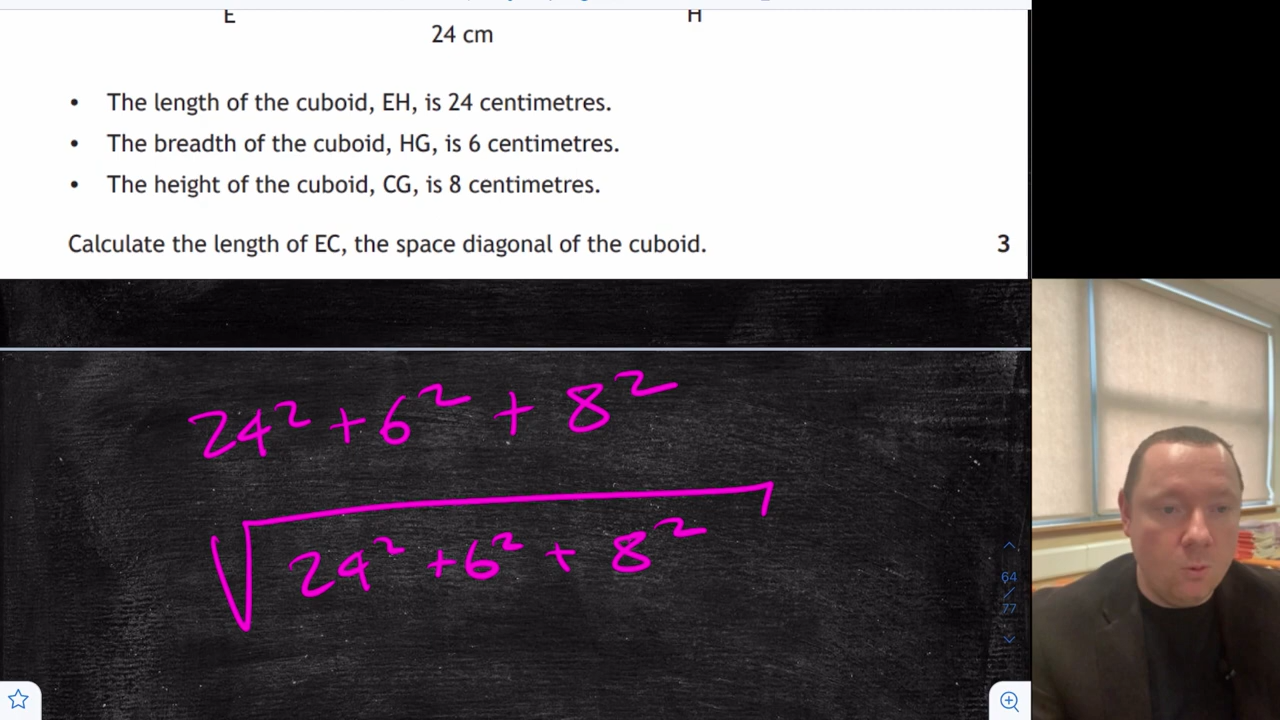 E H
24 cm
• The length of the cuboid, EH, is 24 centimetres.
• The breadth of the cuboid, HG, is 6 centimetres.
• The height of the cuboid, CG, is 8 centimetres.
Calculate the length of EC, the space diagonal of the cuboid. 3
24² + 6² + 8²
√24² + 6² + 8²
64
/
77